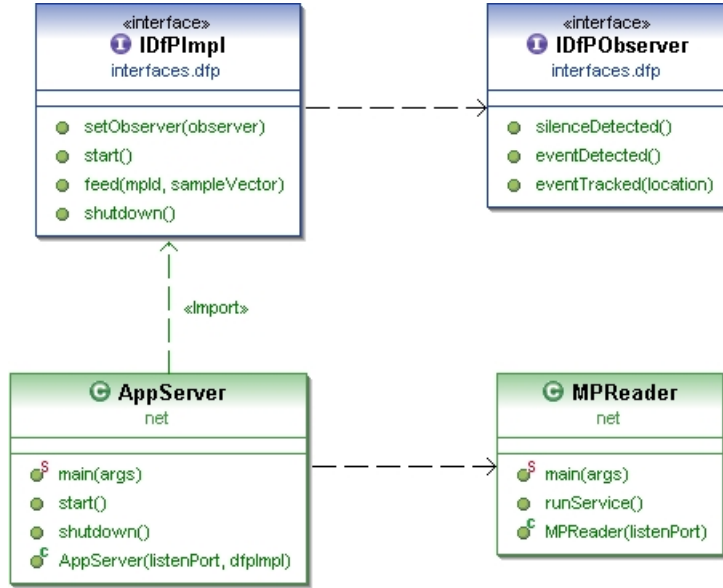 «interface»
I IDfPImpl
interfaces.dfp
setObserver(observer)
start()
feed(mpId, sampleVector)
shutdown()
«interface»
I IDfPObserver
interfaces.dfp
silenceDetected()
eventDetected()
eventTracked(location)
«Import»
C AppServer
net
S main(args)
start()
shutdown()
C AppServer(listenPort, dfpImpl)
C MPReader
net
S main(args)
runService()
C MPReader(listenPort)